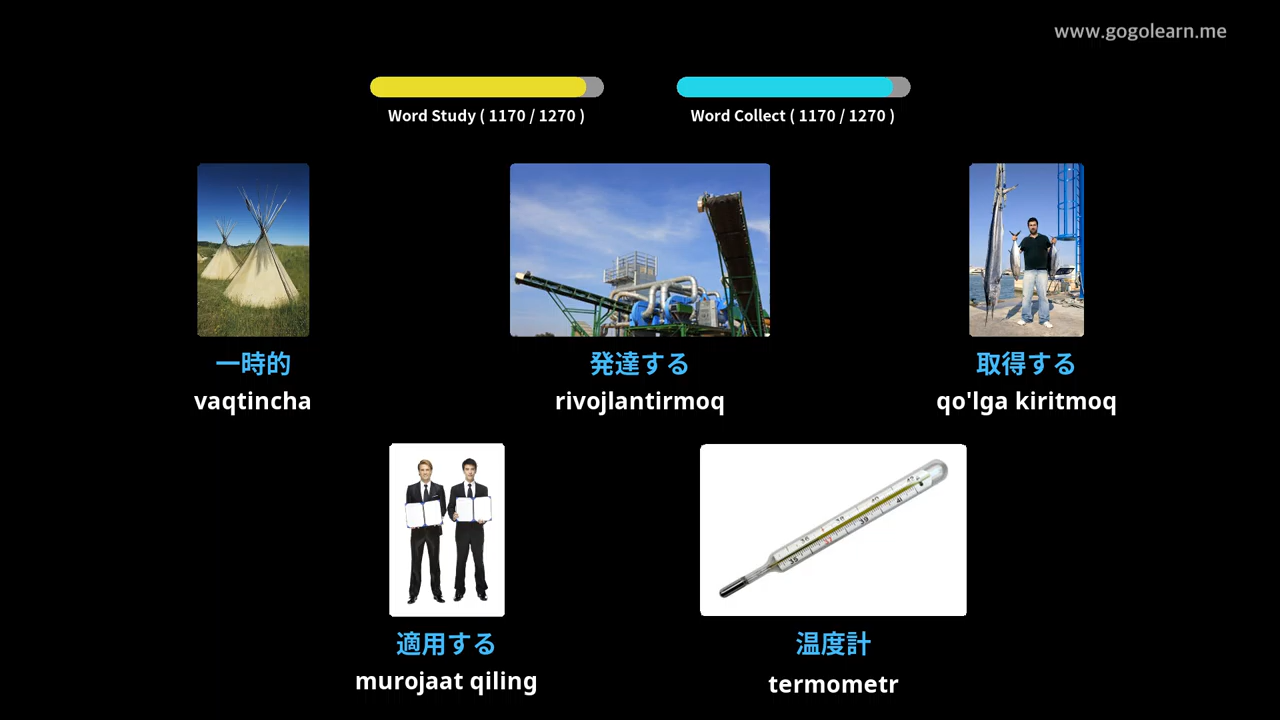 www.gogolearn.me
Word Study ( 1170 / 1270 )
Word Collect ( 1170 / 1270 )
一時的
発達する
取得する
vaqtincha
rivojlantirmoq
qo'lga kiritmoq
適用する
温度計
murojaat qiling
termometr